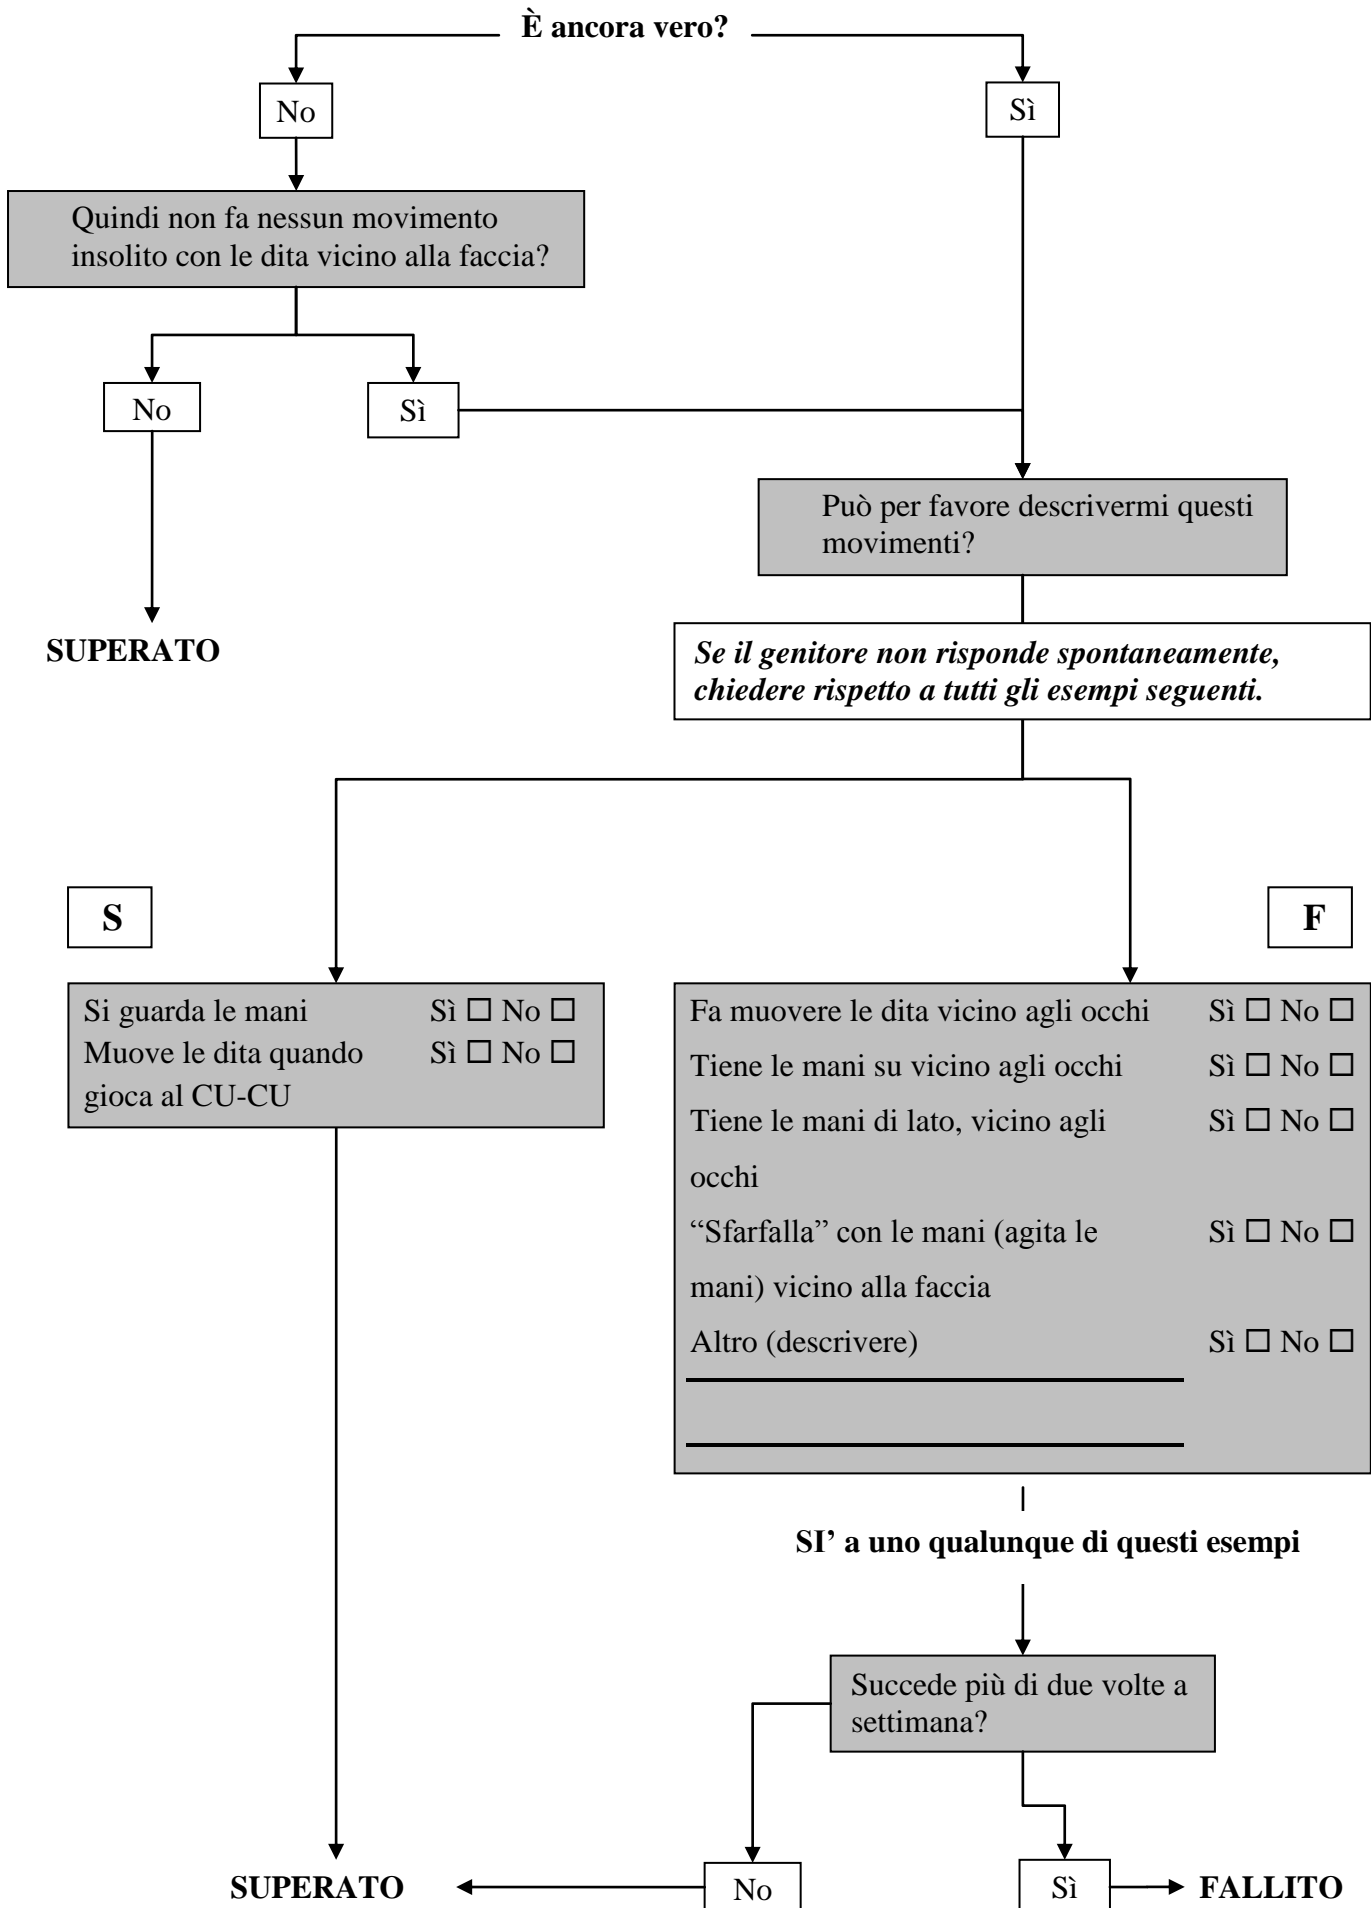 È ancora vero?
No
Sì
Quindi non fa nessun movimento
insolito con le dita vicino alla faccia?
No
Sì
Può per favore descrivermi questi
movimenti?
SUPERATO
Se il genitore non risponde spontaneamente,
chiedere rispetto a tutti gli esempi seguenti.
S
F
Si guarda le mani Sì □ No □
Muove le dita quando Sì □ No □
gioca al CU-CU
Fa muovere le dita vicino agli occhi Sì □ No □
Tiene le mani su vicino agli occhi Sì □ No □
Tiene le mani di lato, vicino agli Sì □ No □
occhi
“Sfarfalla” con le mani (agita le Sì □ No □
mani) vicino alla faccia
Altro (descrivere) Sì □ No □
SI’ a uno qualunque di questi esempi
Succede più di due volte a
settimana?
SUPERATO
No
Sì
FALLITO